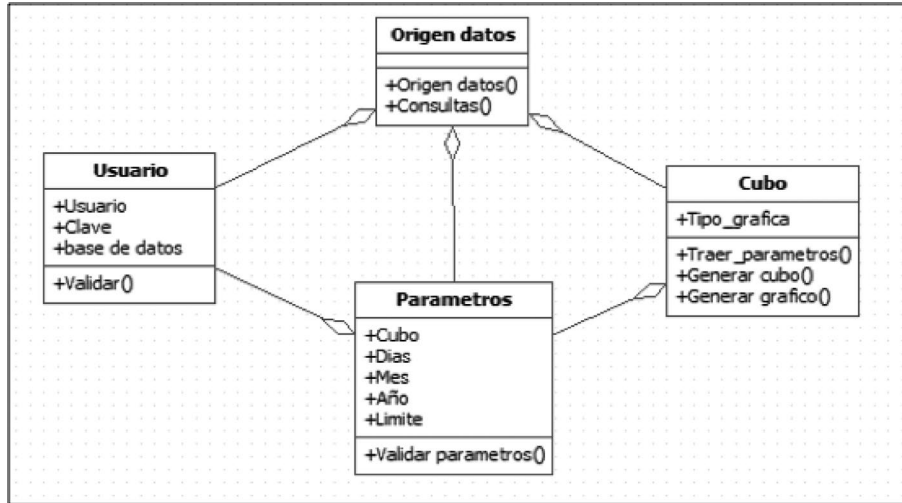 Origen datos
+Origen datos()
+Consultas()
Usuario
+Usuario
+Clave
+base de datos
+Validar()
Cubo
+Tipo_grafica
+Traer_parametros()
+Generar cubo()
+Generar grafico()
Parametros
+Cubo
+Dias
+Mes
+Año
+Limite
+Validar parametros()